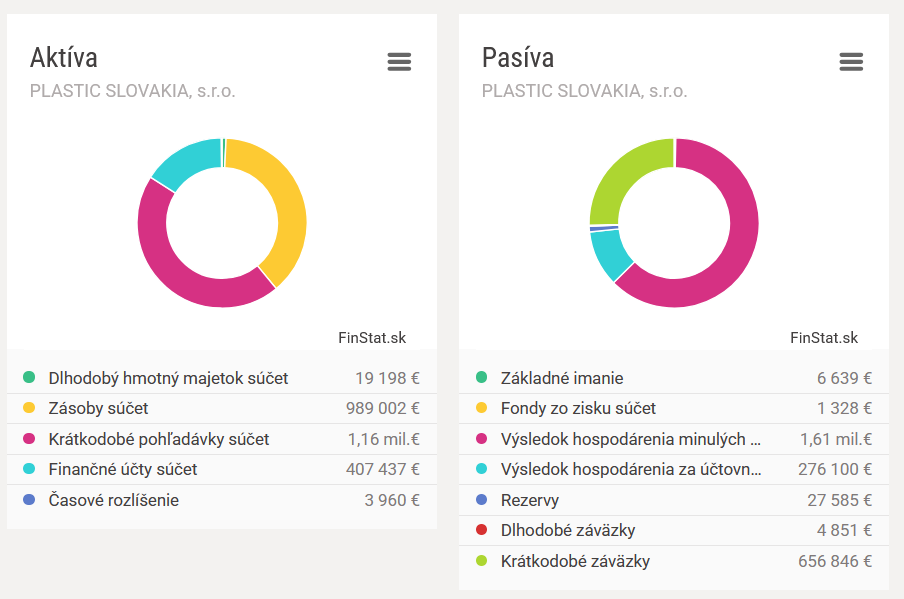 Aktíva
PLASTIC SLOVAKIA, s.r.o.
FinStat.sk
Dlhodobý hmotný majetok súčet 19 198 €
Zásoby súčet 989 002 €
Krátkodobé pohľadávky súčet 1,16 mil.€
Finančné účty súčet 407 437 €
Časové rozlíšenie 3 960 €
Pasíva
PLASTIC SLOVAKIA, s.r.o.
FinStat.sk
Základné imanie 6 639 €
Fondy zo zisku súčet 1 328 €
Výsledok hospodárenia minulých ... 1,61 mil.€
Výsledok hospodárenia za účtovn... 276 100 €
Rezervy 27 585 €
Dlhodobé záväzky 4 851 €
Krátkodobé záväzky 656 846 €